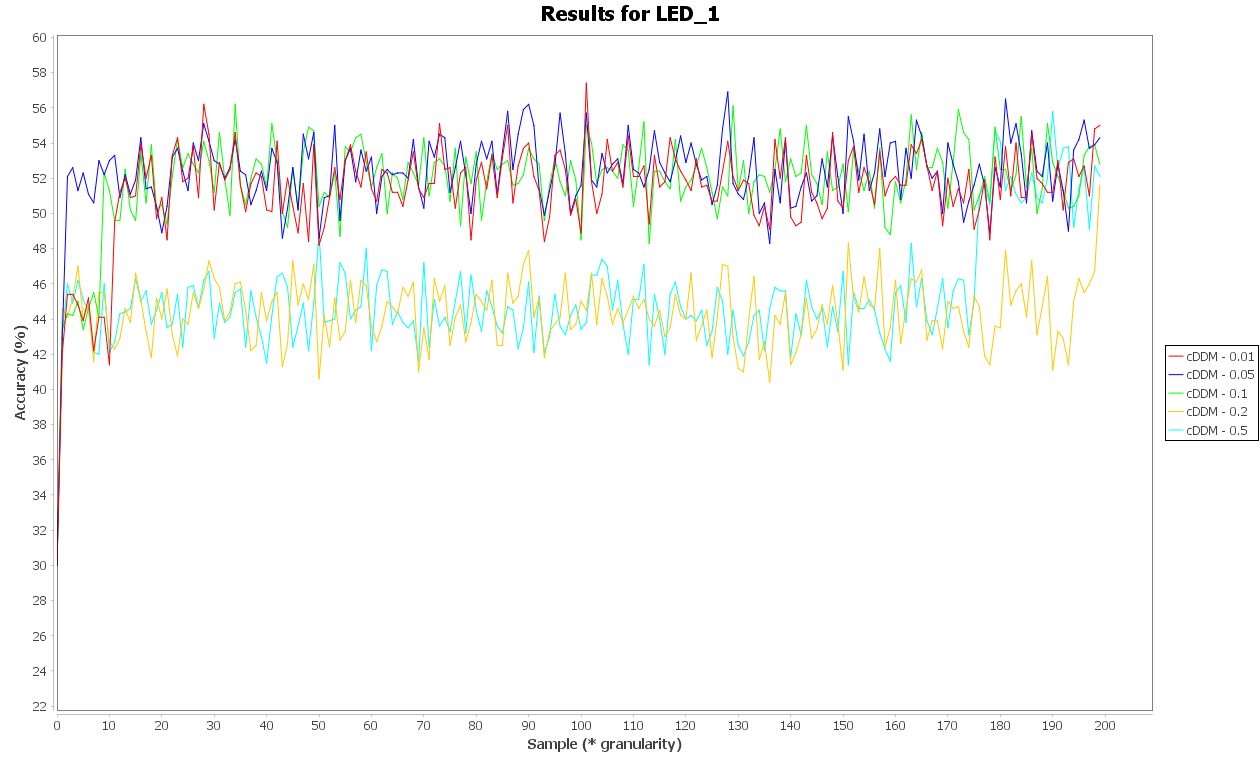 Results for LED_1
60
58
56
54
52
50
48
46
44
42
40
38
36
34
32
30
28
26
24
22
Accuracy (%)
0 10 20 30 40 50 60 70 80 90 100 110 120 130 140 150 160 170 180 190 200
Sample (* granularity)
cDDM - 0.01
cDDM - 0.05
cDDM - 0.1
cDDM - 0.2
cDDM - 0.5